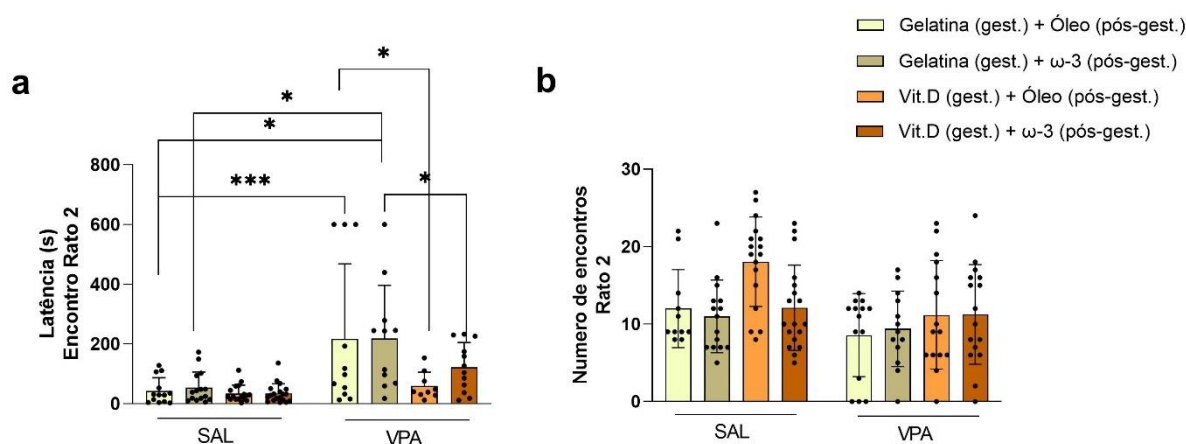 a
Latência (s)
Encontro Rato 2
800
600
400
200
0
*
*
*
***
*
SAL
VPA
b
Gelatina (gest.) + Óleo (pós-gest.)
Gelatina (gest.) + ω-3 (pós-gest.)
Vit.D (gest.) + Óleo (pós-gest.)
Vit.D (gest.) + ω-3 (pós-gest.)
Numero de encontros
Rato 2
30
20
10
0
SAL
VPA